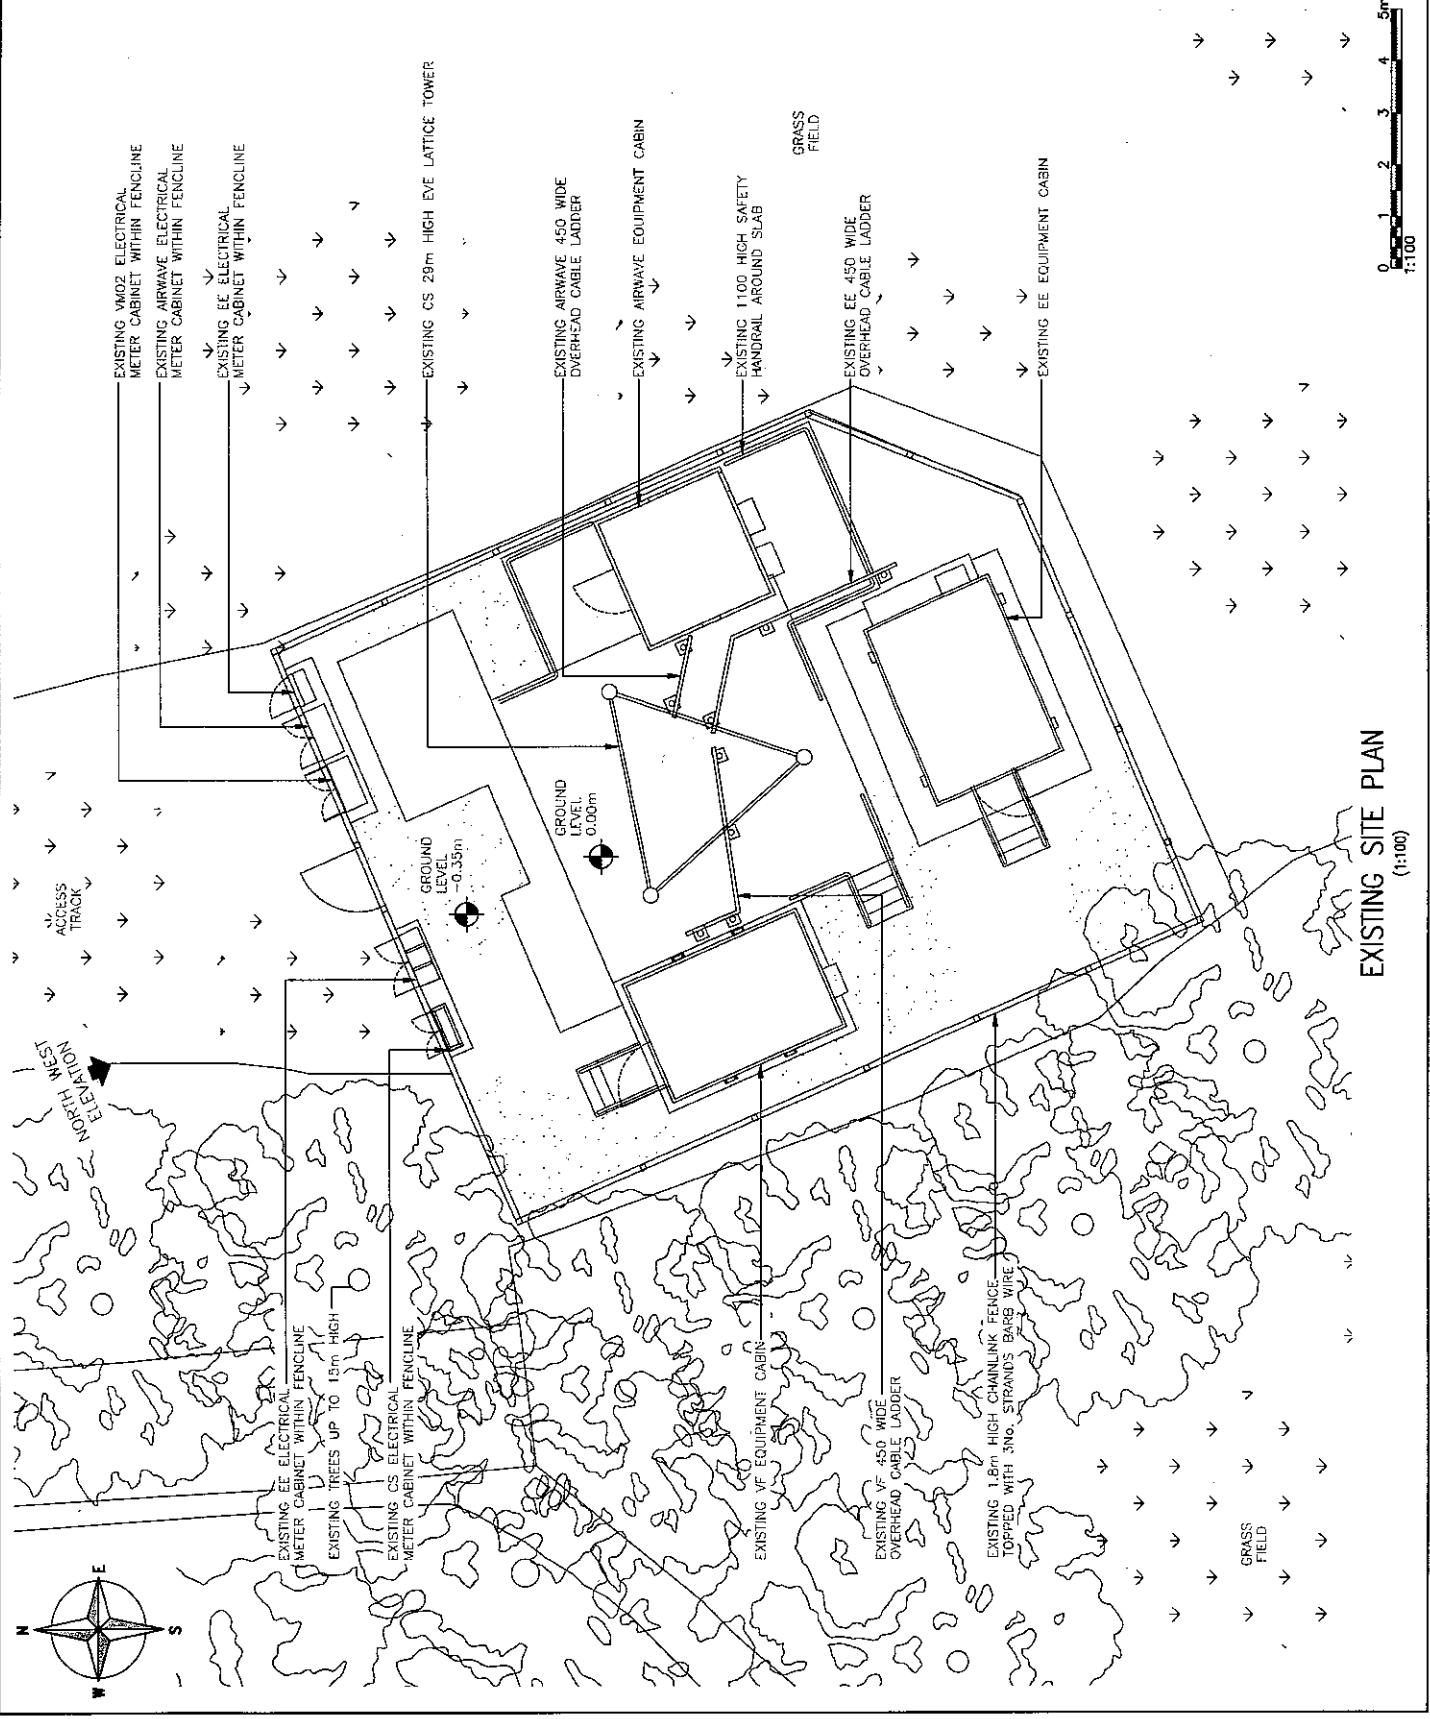 EXISTING VMO2 ELECTRICAL
METER CABINET WITHIN FENCLINE
EXISTING AIRWAVE ELECTRICAL
METER CABINET WITHIN FENCLINE
EXISTING EE ELECTRICAL
METER CABINET WITHIN FENCLINE
EXISTING CS 29m HIGH EVE LATTICE TOWER
EXISTING AIRWAVE 450 WIDE
OVERHEAD CABLE LADDER
EXISTING AIRWAVE EQUIPMENT CABIN
EXISTING 1100 HIGH SAFETY
HANDRAIL AROUND SLAB
GRASS
FIELD
EXISTING EE 450 WIDE
OVERHEAD CABLE LADDER
EXISTING EE EQUIPMENT CABIN
ACCESS
TRACK
GROUND
LEVEL
-0.35m
GROUND
LEVEL
0.00m
NORTH WEST
ELEVATION
N
E
S
W
EXISTING EE ELECTRICAL
METER CABINET WITHIN FENCLINE
EXISTING TREES UP TO 15m HIGH
EXISTING CS ELECTRICAL
METER CABINET WITHIN FENCLINE
EXISTING VF EQUIPMENT CABIN
EXISTING VF 450 WIDE
OVERHEAD CABLE LADDER
EXISTING 1.8m HIGH CHAINLINK FENCE
TOPPED WITH 3No. STRANDS BARB WIRE
GRASS
FIELD
EXISTING SITE PLAN
(1:100)
0 1 2 3 4 5m
1:100